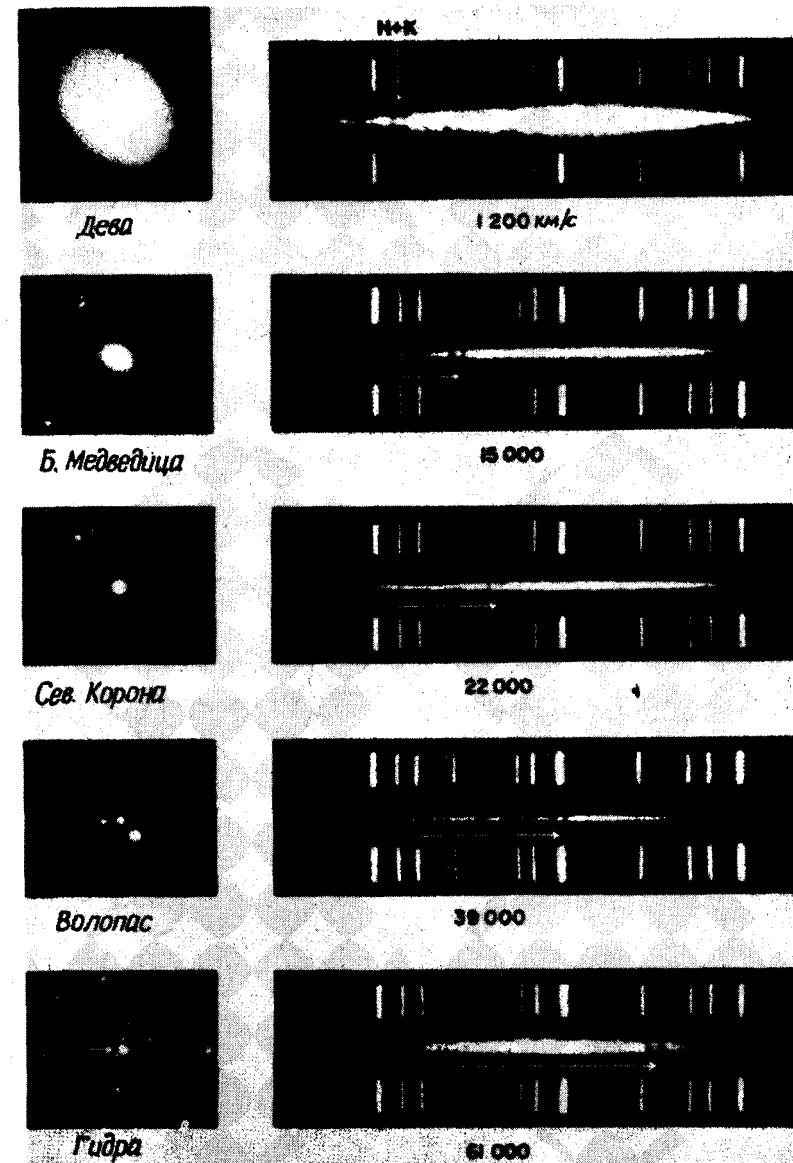 H+K
Дева
1 200 км/с
Б. Медведица
15 000
Сев. Корона
22 000
Волопас
39 000
Гидра
61 000